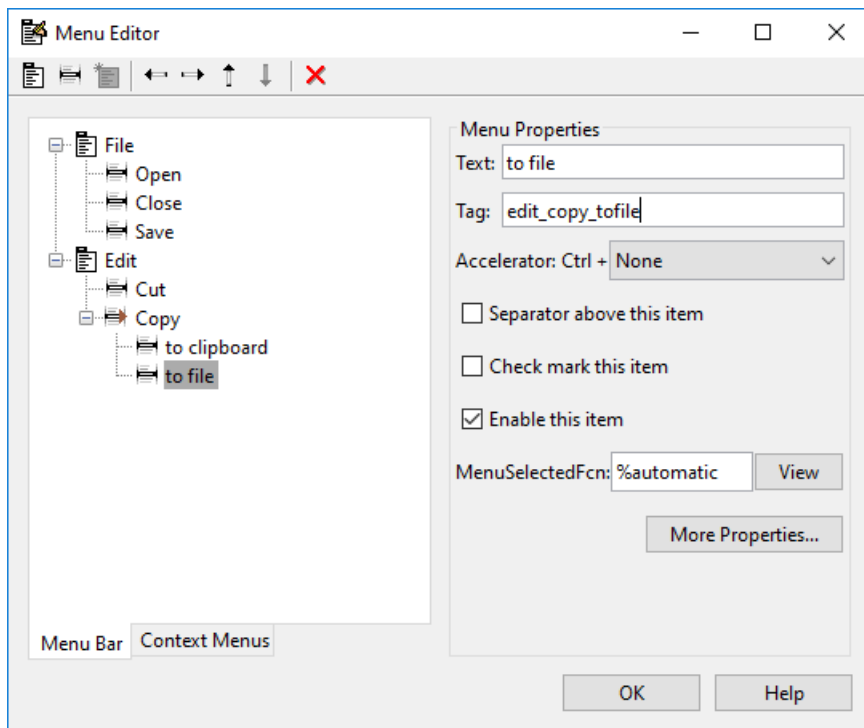 Menu Editor
File
Open
Close
Save
Edit
Cut
Copy
to clipboard
to file
Menu Bar
Context Menus
Menu Properties
Text: to file
Tag: edit_copy_tofile
Accelerator: Ctrl + None
Separator above this item
Check mark this item
Enable this item
MenuSelectedFcn: %automatic View
More Properties...
OK Help